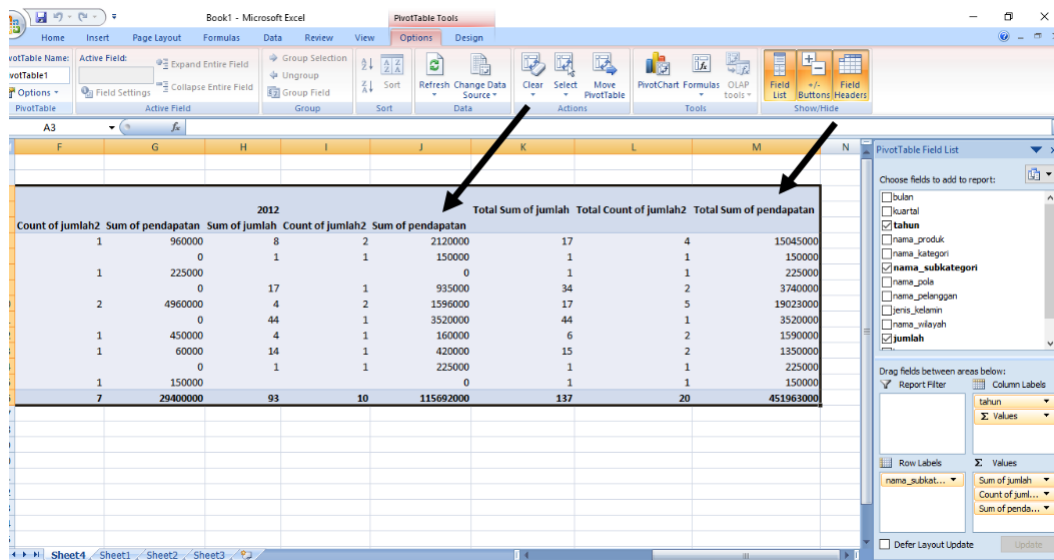 Book1 - Microsoft Excel
PivotTable Tools
Home Insert Page Layout Formulas Data Review View Options Design
votTable Name: Active Field:
votTable1
Options
Field Settings
Expand Entire Field
Collapse Entire Field
Group Selection
Ungroup
Group Field
Sort
Refresh Change Data Source
Clear Select Move PivotTable
PivotChart Formulas OLAP tools
Field List +/- Buttons Field Headers
PivotTable Active Field Group Sort Data Actions Tools Show/Hide
A3 fx
F G H I J K L M N
2012 Total Sum of jumlah Total Count of jumlah2 Total Sum of pendapatan
Count of jumlah2 Sum of pendapatan Sum of jumlah Count of jumlah2 Sum of pendapatan
1 960000 8 2 2120000 17 4 15045000
0 1 1 150000 1 1 150000
1 225000 0 1 1 225000
0 17 1 935000 34 2 3740000
2 4960000 4 2 1596000 17 5 19023000
0 44 1 3520000 44 1 3520000
1 450000 4 1 160000 6 2 1590000
1 60000 14 1 420000 15 2 1350000
0 1 1 225000 1 1 225000
1 150000 0 1 1 150000
7 29400000 93 10 115692000 137 20 451963000
PivotTable Field List
Choose fields to add to report:
bulan
kuartal
tahun
nama_produk
nama_kategori
nama_subkategori
nama_pola
nama_pelanggan
jenis_kelamin
nama_wilayah
jumlah
Drag fields between areas below:
Report Filter Column Labels
tahun
Σ Values
Row Labels Σ Values
nama_subkat... Sum of jumlah
Count of juml...
Sum of penda...
Defer Layout Update Update
Sheet4 Sheet1 Sheet2 Sheet3